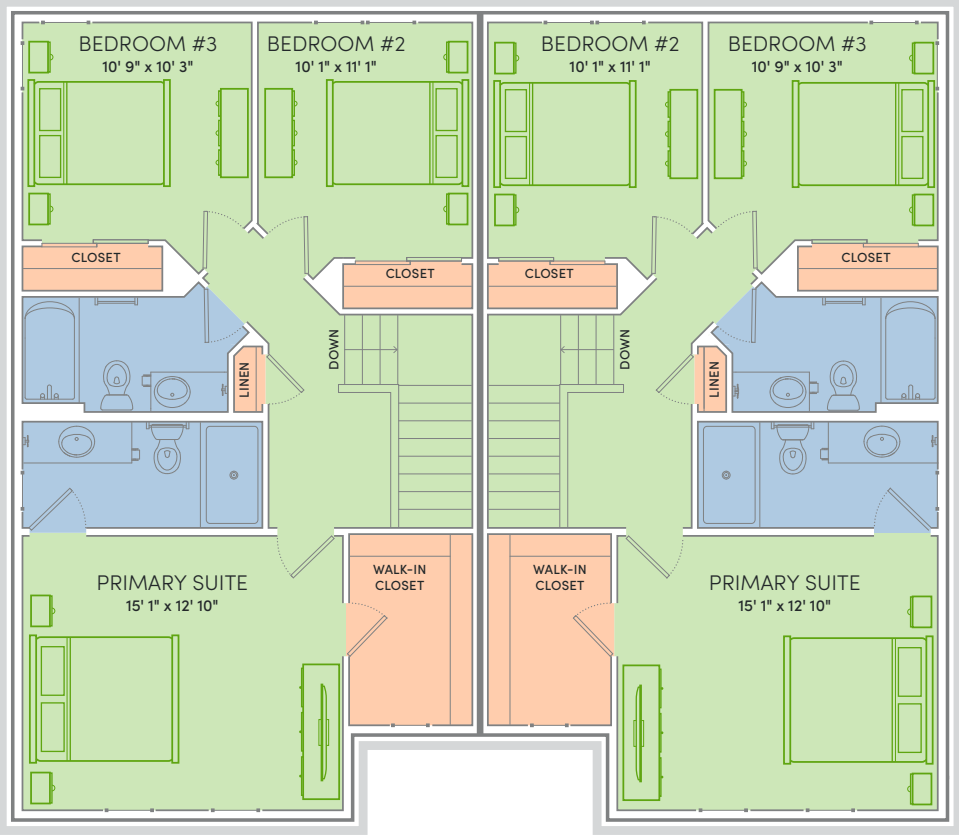 BEDROOM #3
10' 9" x 10' 3"
BEDROOM #2
10' 1" x 11' 1"
BEDROOM #2
10' 1" x 11' 1"
BEDROOM #3
10' 9" x 10' 3"
CLOSET
CLOSET
CLOSET
CLOSET
DOWN
DOWN
LINEN
LINEN
PRIMARY SUITE
15' 1" x 12' 10"
WALK-IN
CLOSET
WALK-IN
CLOSET
PRIMARY SUITE
15' 1" x 12' 10"